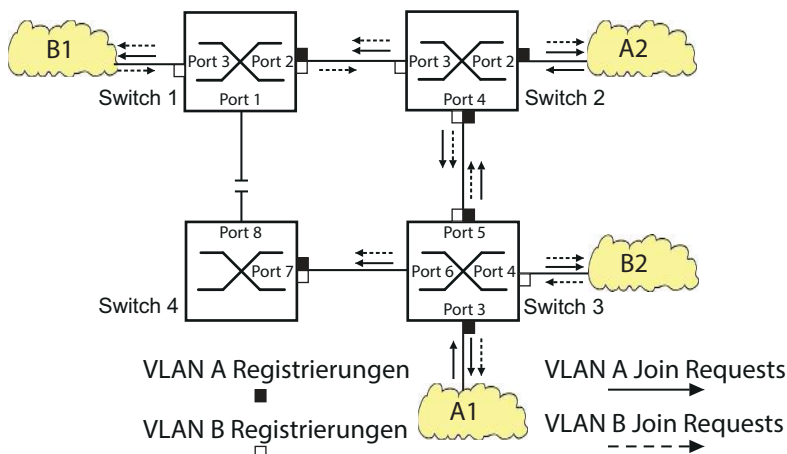 B1
Port 3
Port 2
Port 1
Switch 1
Port 3
Port 2
Port 4
Switch 2
A2
Port 8
Port 7
Switch 4
Port 5
Port 6
Port 4
Port 3
Switch 3
B2
A1
VLAN A Registrierungen
VLAN B Registrierungen
VLAN A Join Requests
VLAN B Join Requests